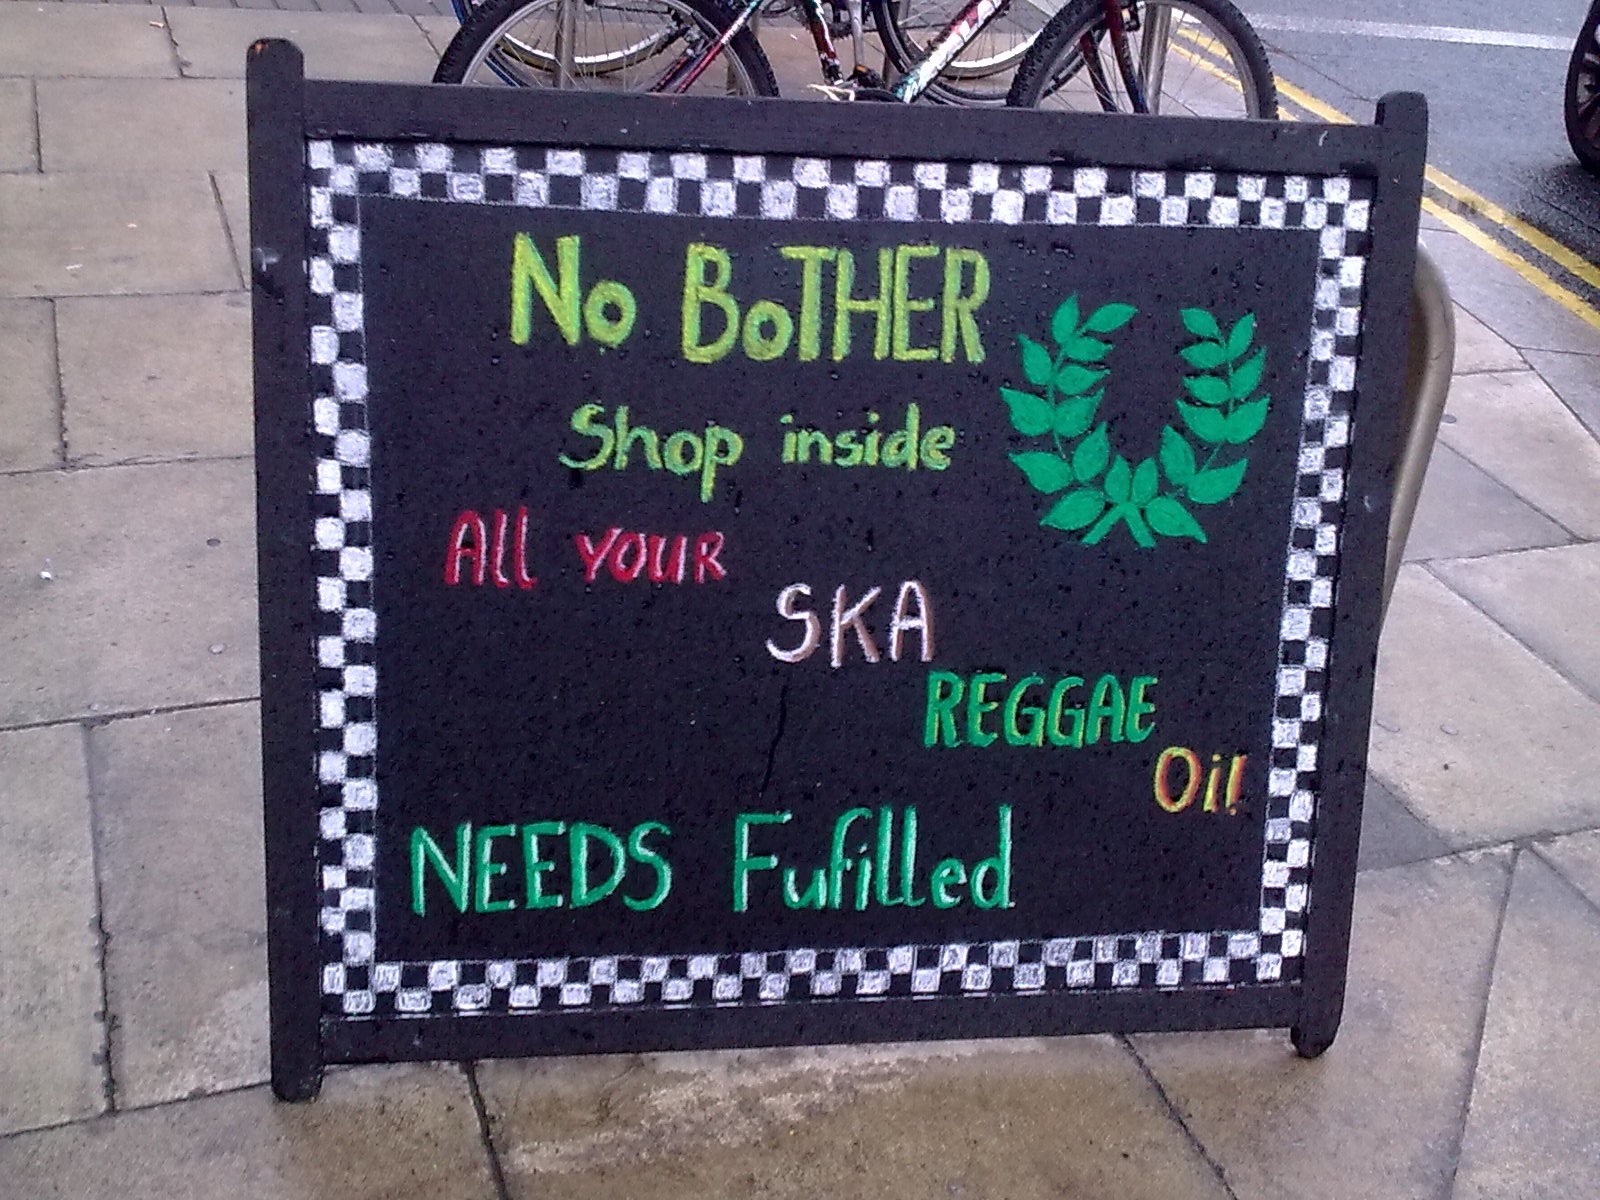 No BoTHER
Shop inside
All YOUR
SKA
REGGAE
Oi!
NEEDS Fufilled